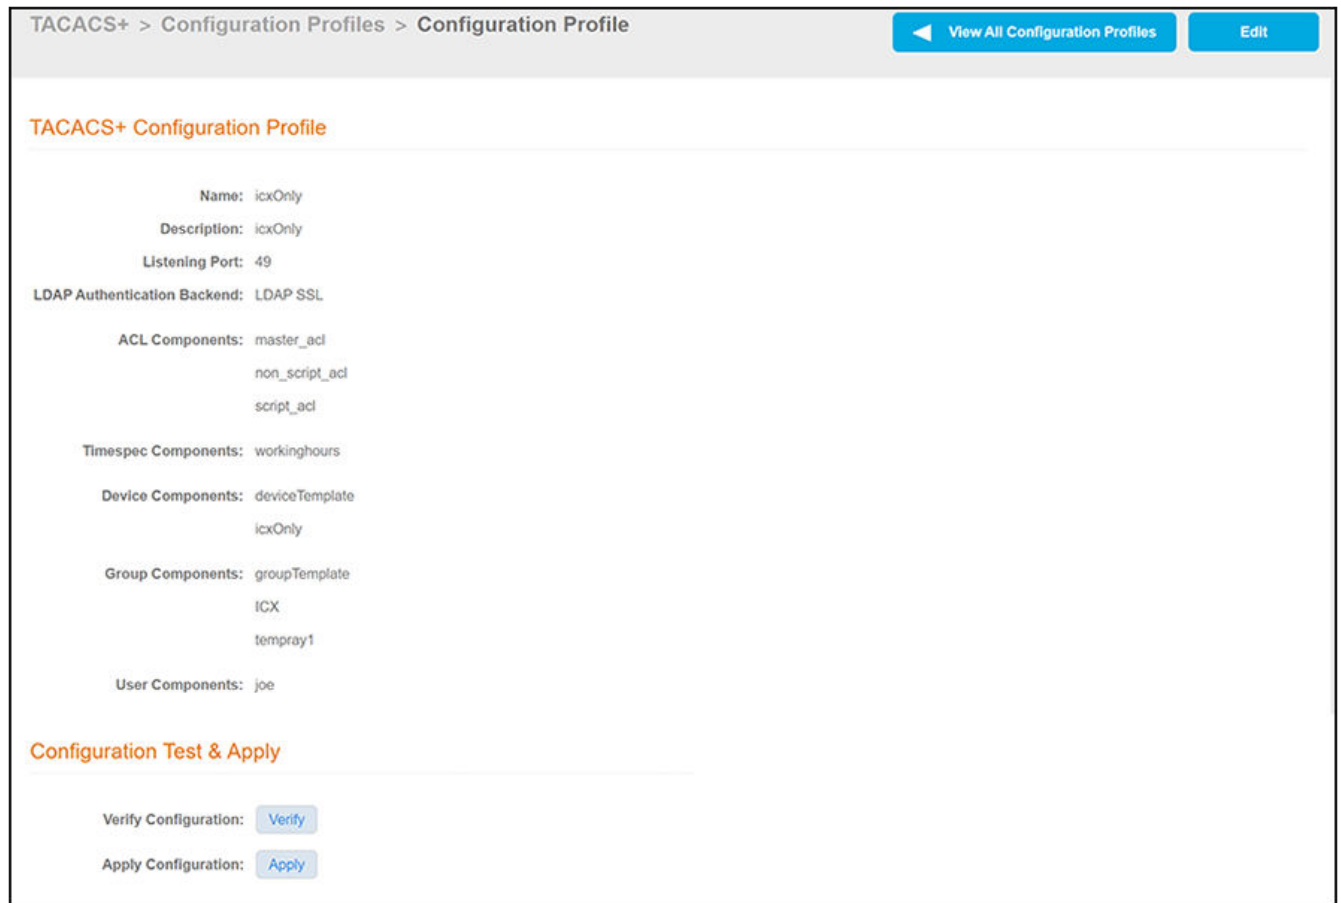 TACACS+ > Configuration Profiles > Configuration Profile
View All Configuration Profiles
Edit
TACACS+ Configuration Profile
Name: icxOnly
Description: icxOnly
Listening Port: 49
LDAP Authentication Backend: LDAP SSL
ACL Components: master_acl
non_script_acl
script_acl
Timespec Components: workinghours
Device Components: deviceTemplate
icxOnly
Group Components: groupTemplate
ICX
tempray1
User Components: joe
Configuration Test & Apply
Verify Configuration: Verify
Apply Configuration: Apply